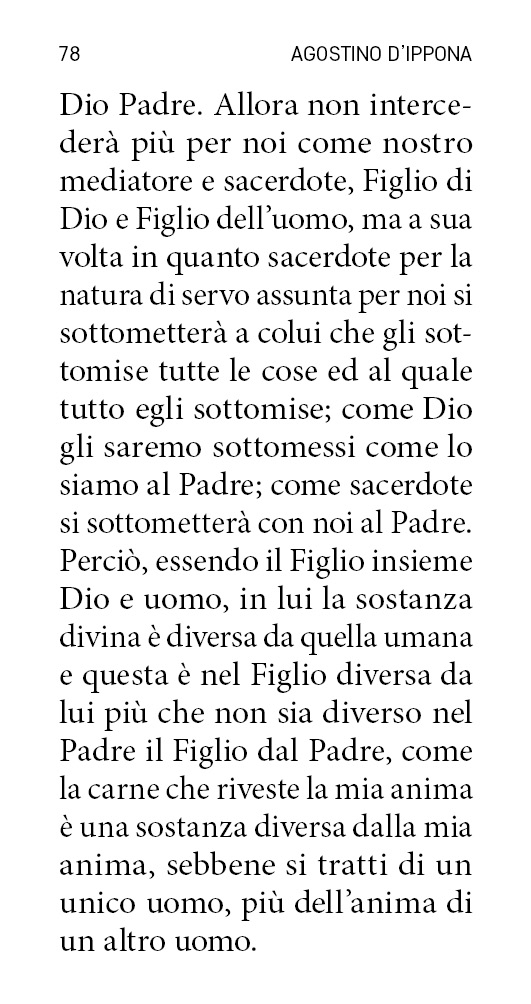 78 AGOSTINO D'IPPONA
Dio Padre. Allora non interce-
derà più per noi come nostro
mediatore e sacerdote, Figlio di
Dio e Figlio dell'uomo, ma a sua
volta in quanto sacerdote per la
natura di servo assunta per noi si
sottometterà a colui che gli sot-
tomise tutte le cose ed al quale
tutto egli sottomise; come Dio
gli saremo sottomessi come lo
siamo al Padre; come sacerdote
si sottometterà con noi al Padre.
Perciò, essendo il Figlio insieme
Dio e uomo, in lui la sostanza
divina è diversa da quella umana
e questa è nel Figlio diversa da
lui più che non sia diverso nel
Padre il Figlio dal Padre, come
la carne che riveste la mia anima
è una sostanza diversa dalla mia
anima, sebbene si tratti di un
unico uomo, più dell'anima di
un altro uomo.